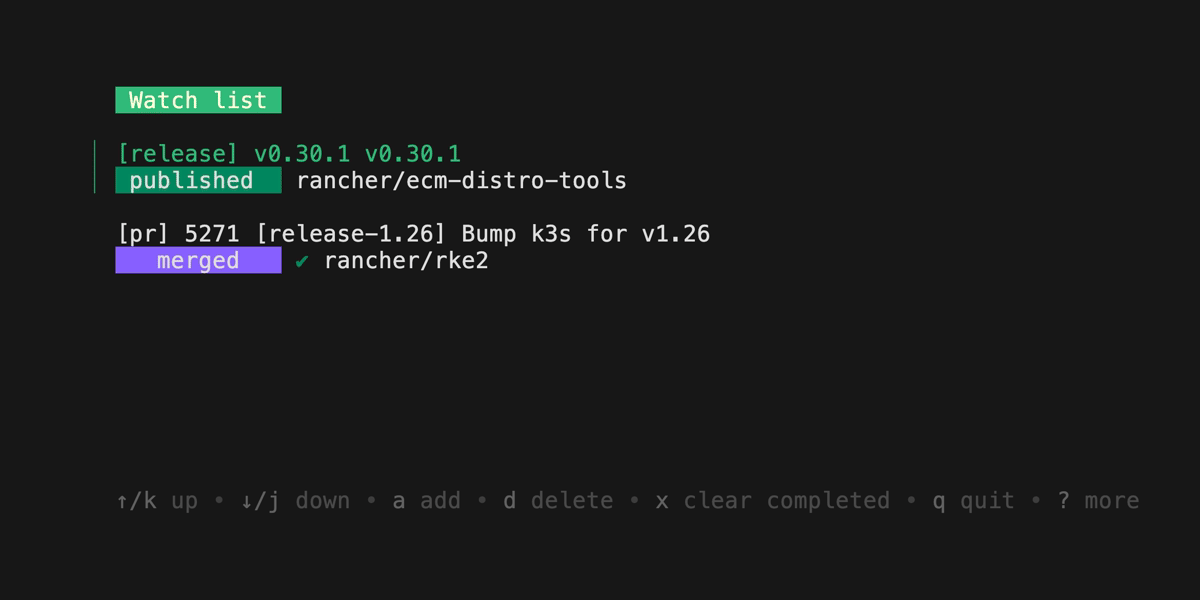 Watch list
[release] v0.30.1 v0.30.1
published rancher/ecm-distro-tools
[pr] 5271 [release-1.26] Bump k3s for v1.26
merged ✔ rancher/rke2
↑/k up • ↓/j down • a add • d delete • x clear completed • q quit • ? more